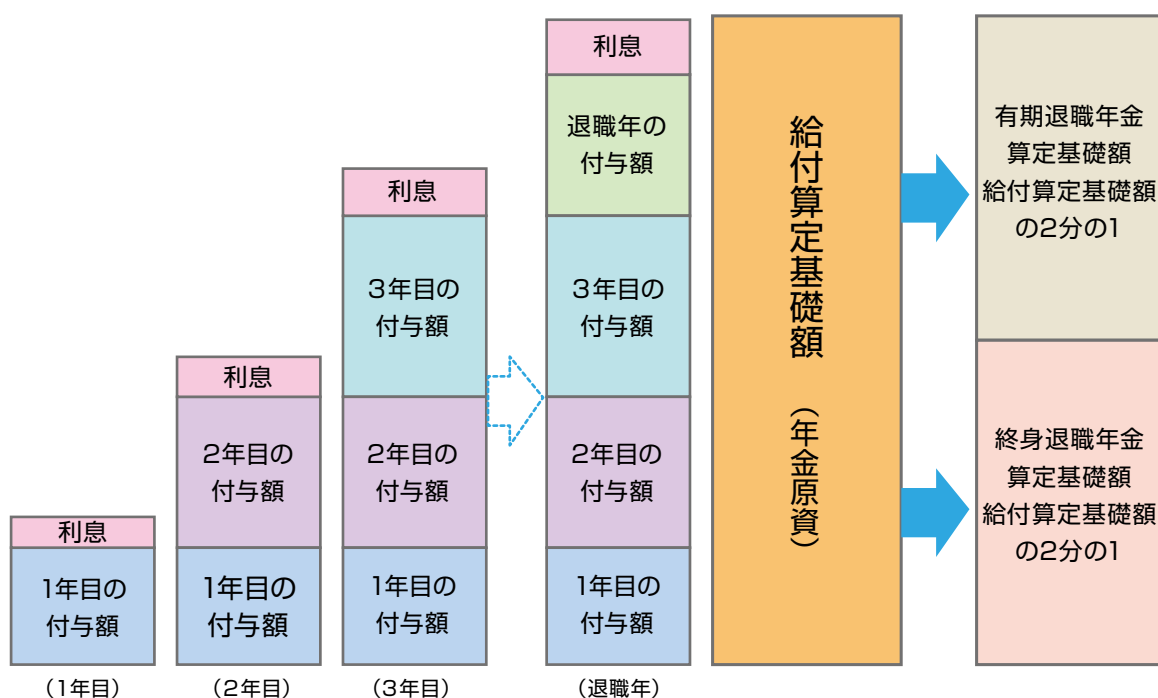 利息
1年目の
付与額
（1年目）
利息
2年目の
付与額
1年目の
付与額
（2年目）
利息
3年目の
付与額
2年目の
付与額
1年目の
付与額
（3年目）
利息
退職年の
付与額
3年目の
付与額
2年目の
付与額
1年目の
付与額
（退職年）
給付算定基礎額（年金原資）
有期退職年金
算定基礎額
給付算定基礎額
の2分の1
終身退職年金
算定基礎額
給付算定基礎額
の2分の1